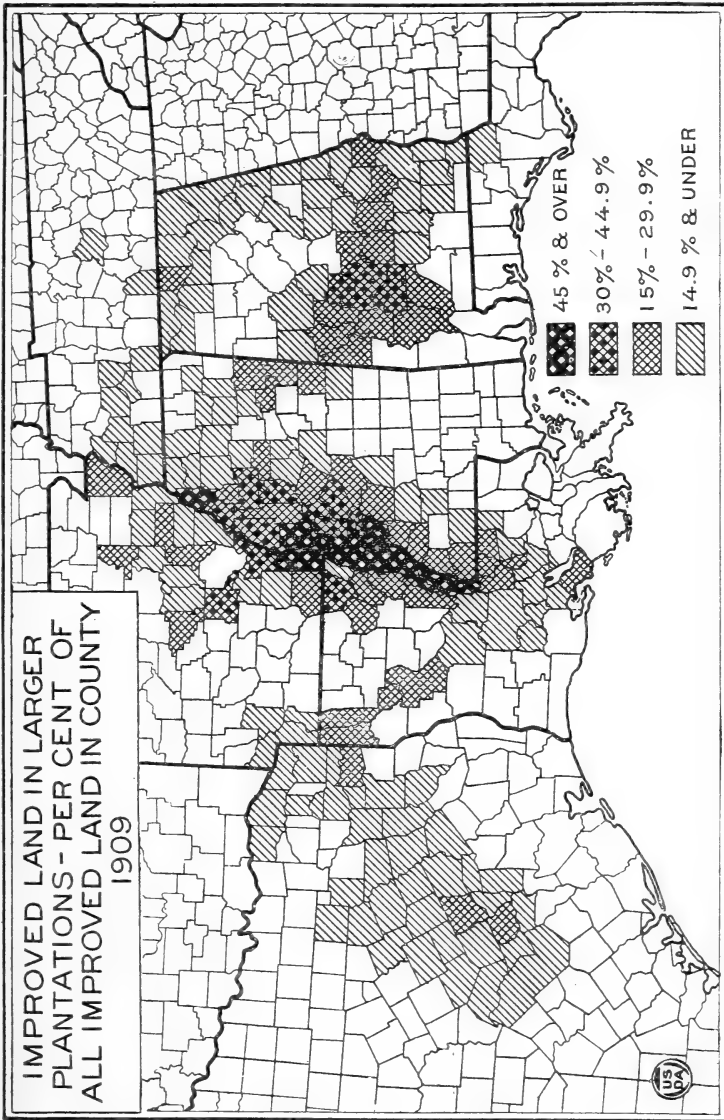 IMPROVED LAND IN LARGER
PLANTATIONS - PER CENT OF
ALL IMPROVED LAND IN COUNTY
1909
45 % & OVER
30% - 44.9 %
15% - 29.9%
14.9 % & UNDER
US
DA